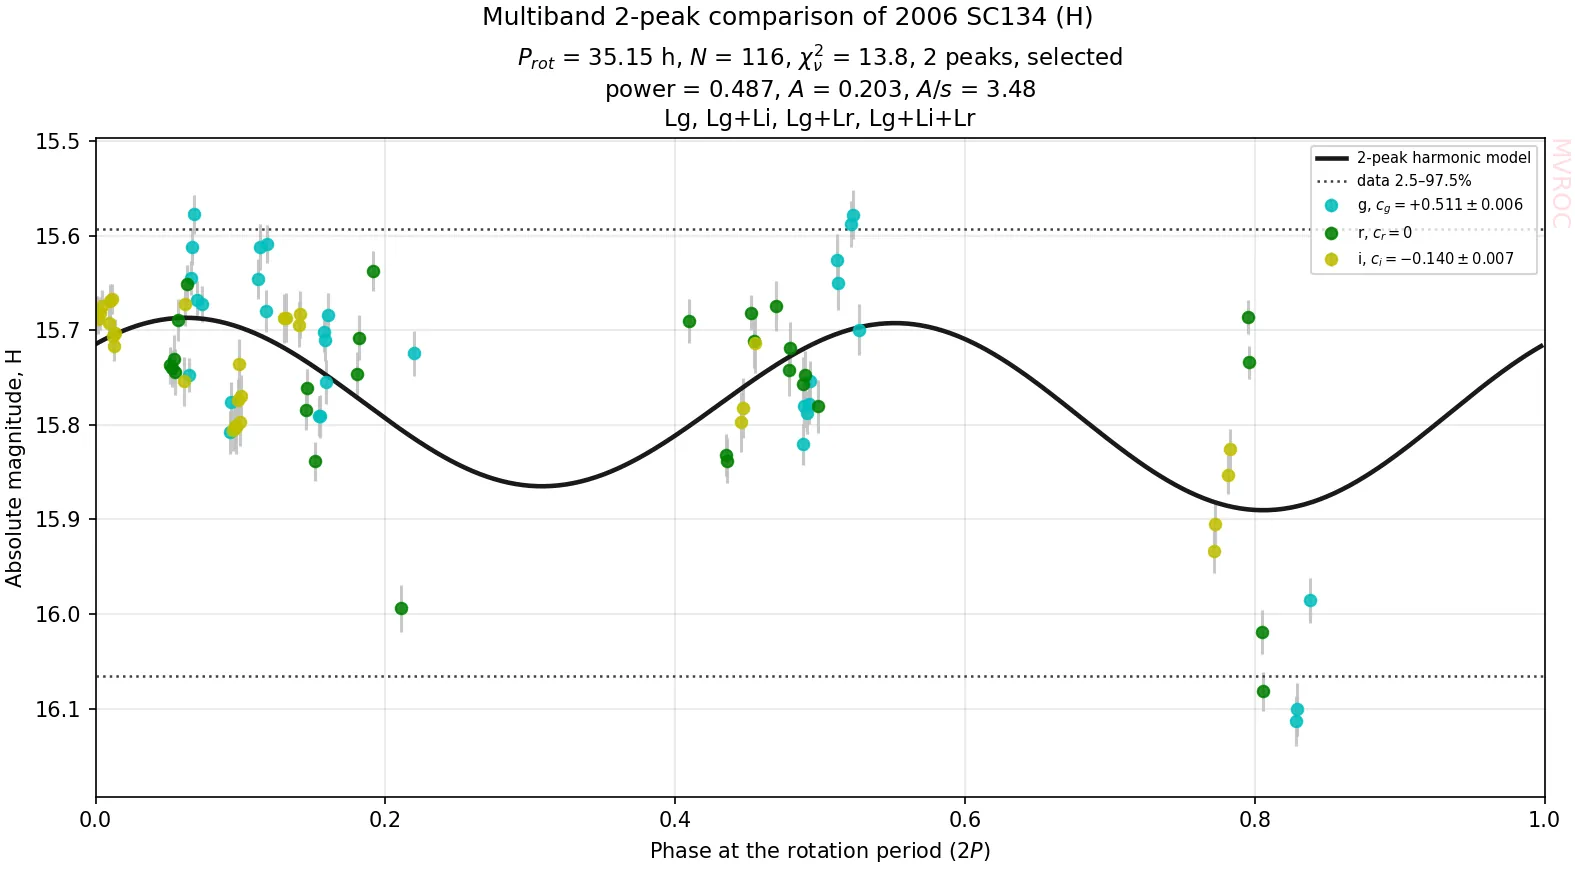 Multiband 2-peak comparison of 2006 SC134 (H)
P_rot = 35.15 h, N = 116, χ²_ν = 13.8, 2 peaks, selected
power = 0.487, A = 0.203, A/s = 3.48
Lg, Lg+Li, Lg+Lr, Lg+Li+Lr
2-peak harmonic model
data 2.5–97.5%
g, c_g = +0.511 ± 0.006
r, c_r = 0
i, c_i = −0.140 ± 0.007
MVROC
Absolute magnitude, H
15.5
15.6
15.7
15.8
15.9
16.0
16.1
0.0 0.2 0.4 0.6 0.8 1.0
Phase at the rotation period (2P)